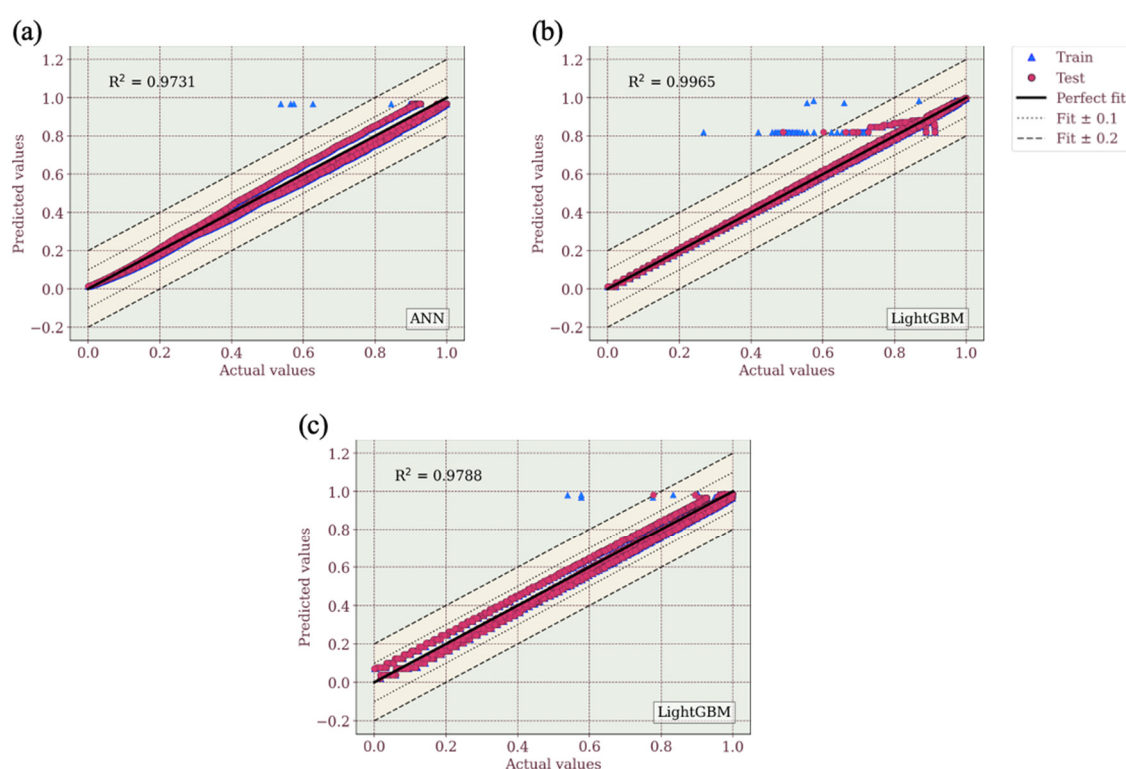 (a)
(b)
R² = 0.9731
R² = 0.9965
Train
Test
Perfect fit
Fit ± 0.1
Fit ± 0.2
Predicted values
1.2
1.0
0.8
0.6
0.4
0.2
0.0
−0.2
ANN
0.0 0.2 0.4 0.6 0.8 1.0
Actual values
Predicted values
1.2
1.0
0.8
0.6
0.4
0.2
0.0
−0.2
LightGBM
0.0 0.2 0.4 0.6 0.8 1.0
Actual values
(c)
R² = 0.9788
Predicted values
1.2
1.0
0.8
0.6
0.4
0.2
0.0
−0.2
LightGBM
0.0 0.2 0.4 0.6 0.8 1.0
Actual values